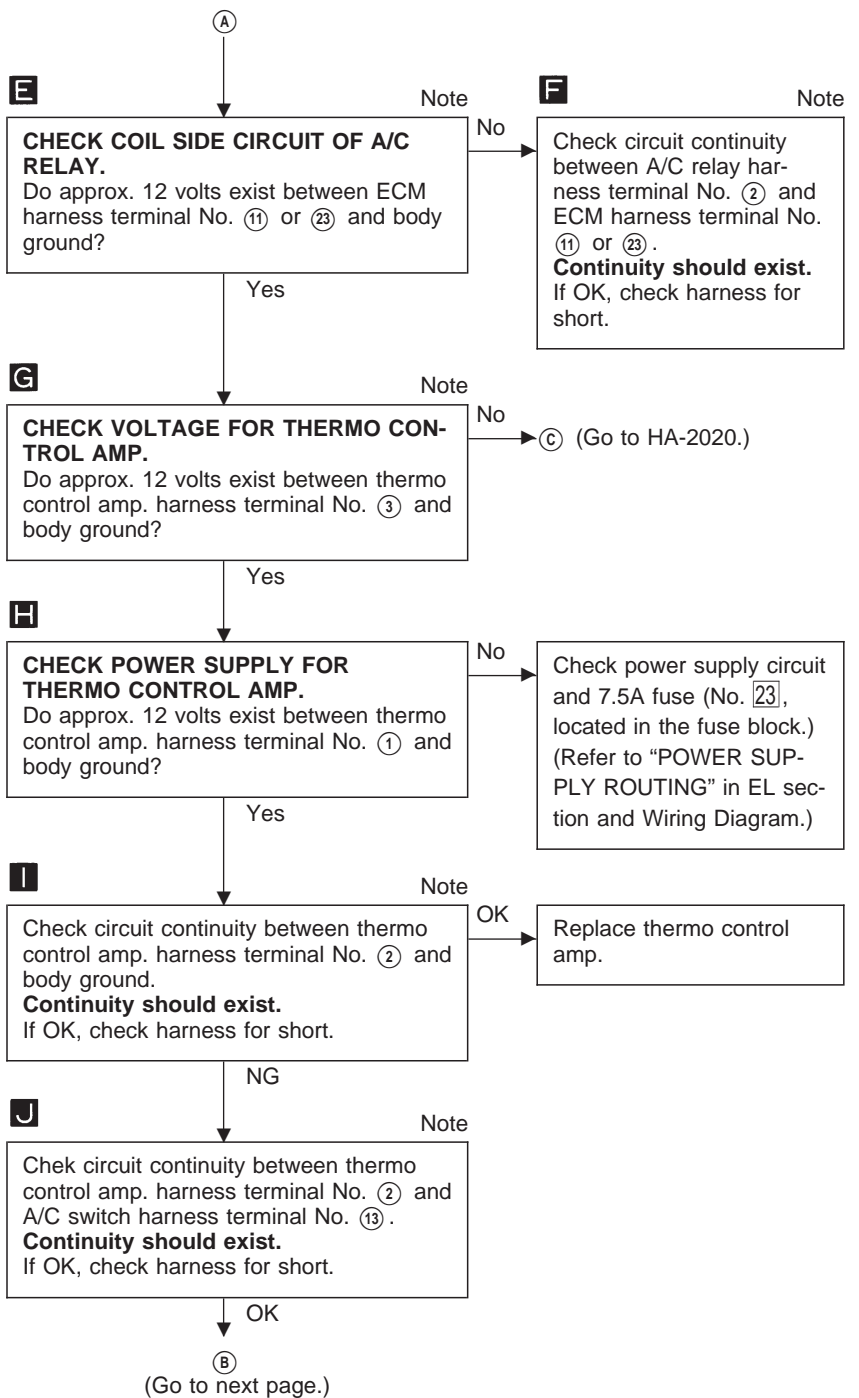 A
E
Note
CHECK COIL SIDE CIRCUIT OF A/C
RELAY.
Do approx. 12 volts exist between ECM
harness terminal No. ⑪ or ㉓ and body
ground?
No
F
Note
Check circuit continuity
between A/C relay har-
ness terminal No. ② and
ECM harness terminal No.
⑪ or ㉓.
Continuity should exist.
If OK, check harness for
short.
Yes
G
Note
CHECK VOLTAGE FOR THERMO CON-
TROL AMP.
Do approx. 12 volts exist between thermo
control amp. harness terminal No. ③ and
body ground?
No
Ⓒ (Go to HA-2020.)
Yes
H
CHECK POWER SUPPLY FOR
THERMO CONTROL AMP.
Do approx. 12 volts exist between thermo
control amp. harness terminal No. ① and
body ground?
No
Check power supply circuit
and 7.5A fuse (No. 23,
located in the fuse block.)
(Refer to “POWER SUP-
PLY ROUTING” in EL sec-
tion and Wiring Diagram.)
Yes
I
Note
Check circuit continuity between thermo
control amp. harness terminal No. ② and
body ground.
Continuity should exist.
If OK, check harness for short.
OK
Replace thermo control
amp.
NG
J
Note
Chek circuit continuity between thermo
control amp. harness terminal No. ② and
A/C switch harness terminal No. ⑬.
Continuity should exist.
If OK, check harness for short.
OK
Ⓑ
(Go to next page.)